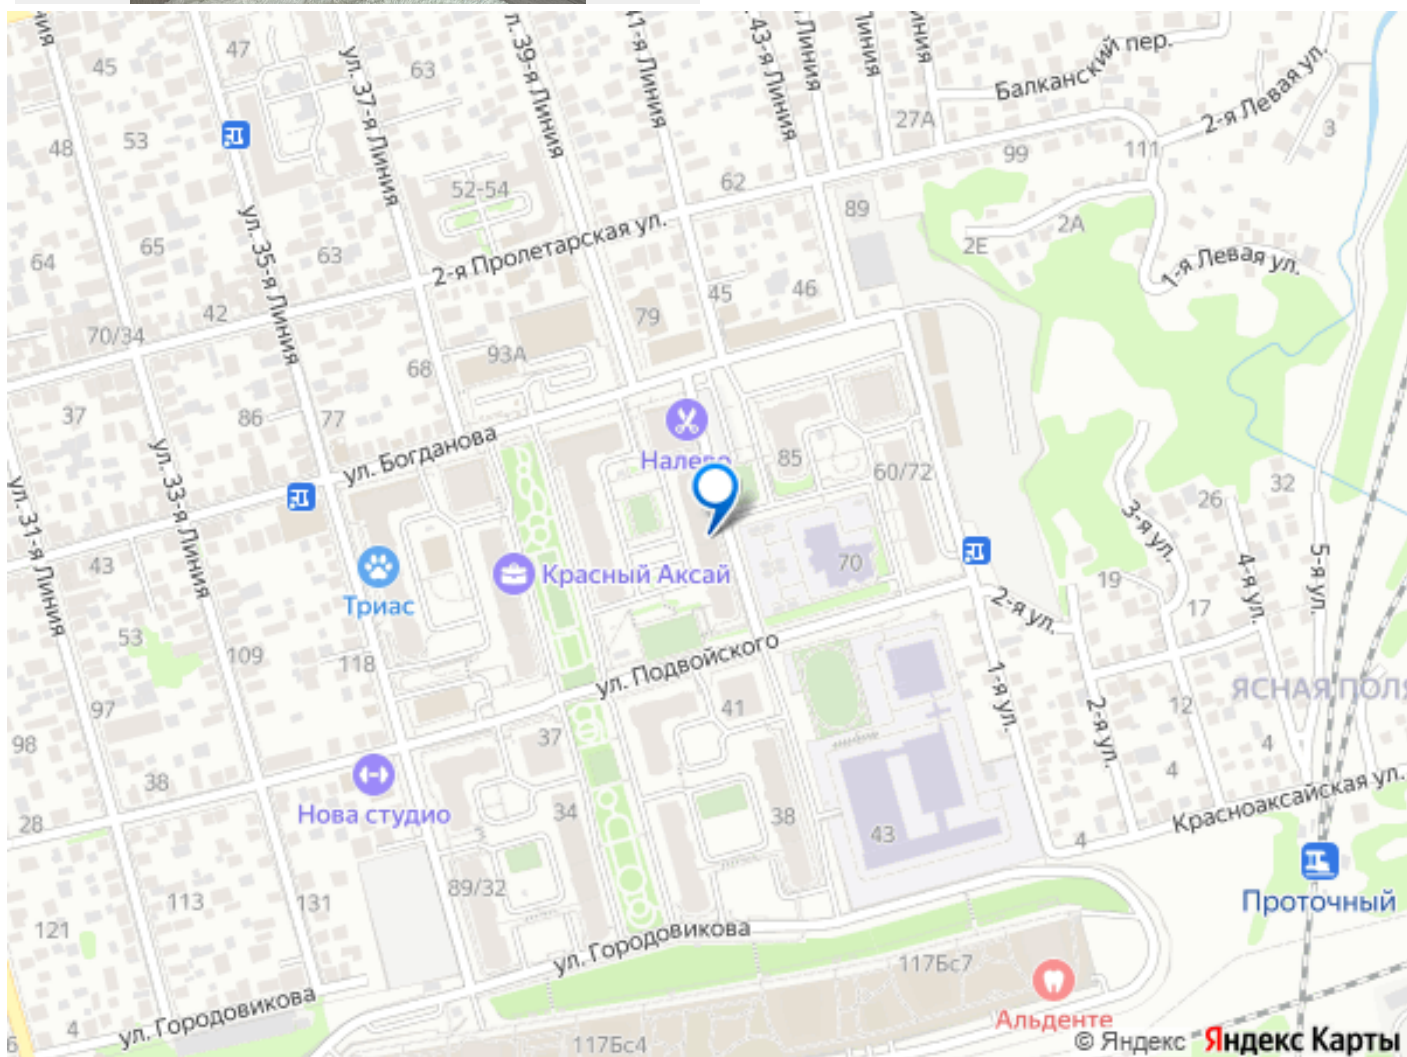 47
63
45
53
48
65
64
63
52-54
ул. 37-я Линия
ул. 35-я Линия
л. 39-я Линия
41-я Линия
43-я Линия
Линия
Линия
Балканский пер.
2-я Левая ул.
27А
99
111
3
62
89
2Е
2А
1-я Левая ул.
2-я Пролетарская ул.
42
70/34
45
46
79
93А
68
37
86
77
ул. Богданова
ул. 33-я Линия
ул. 31-я Линия
Налево
85
60/72
26
32
3-я ул.
4-я ул.
5-я ул.
43
Триас
Красный Аксай
70
19
17
2-я ул.
53
109
118
ул. Подвойского
1-я ул.
2-я ул.
ЯСНАЯ ПОЛЯ
97
98
41
37
12
4
38
4
Нова студио
28
34
38
43
4
Красноаксайская ул.
89/32
113
131
121
Проточный
ул. Городовикова
117Бс7
ул. Городовикова
4
Альденте
117Бс4
© Яндекс Яндекс Карты